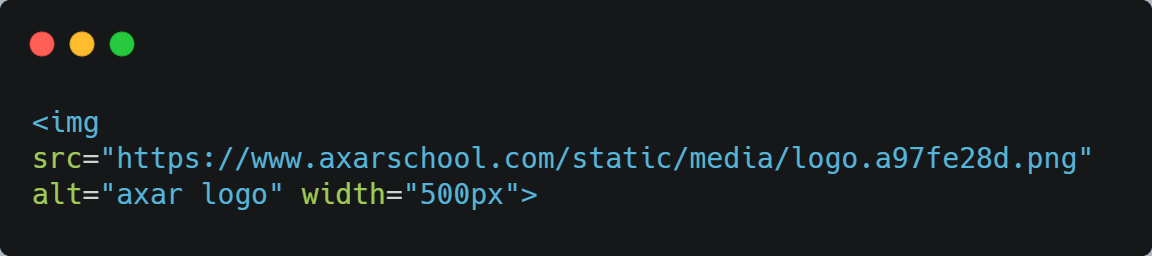 <img
src="https://www.axarschool.com/static/media/logo.a97fe28d.png"
alt="axar logo" width="500px">